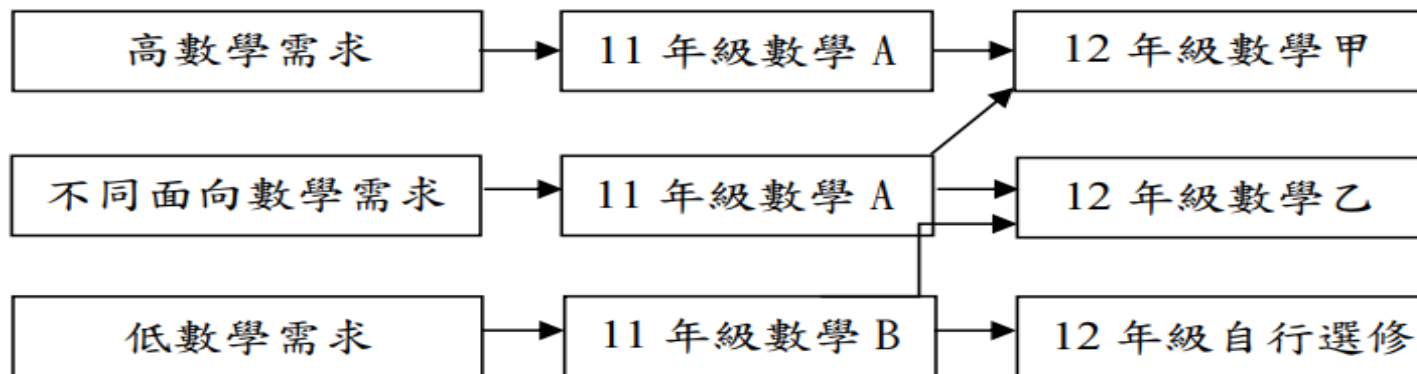 高數學需求
11 年級數學 A
12 年級數學甲
不同面向數學需求
11 年級數學 A
12 年級數學乙
低數學需求
11 年級數學 B
12 年級自行選修